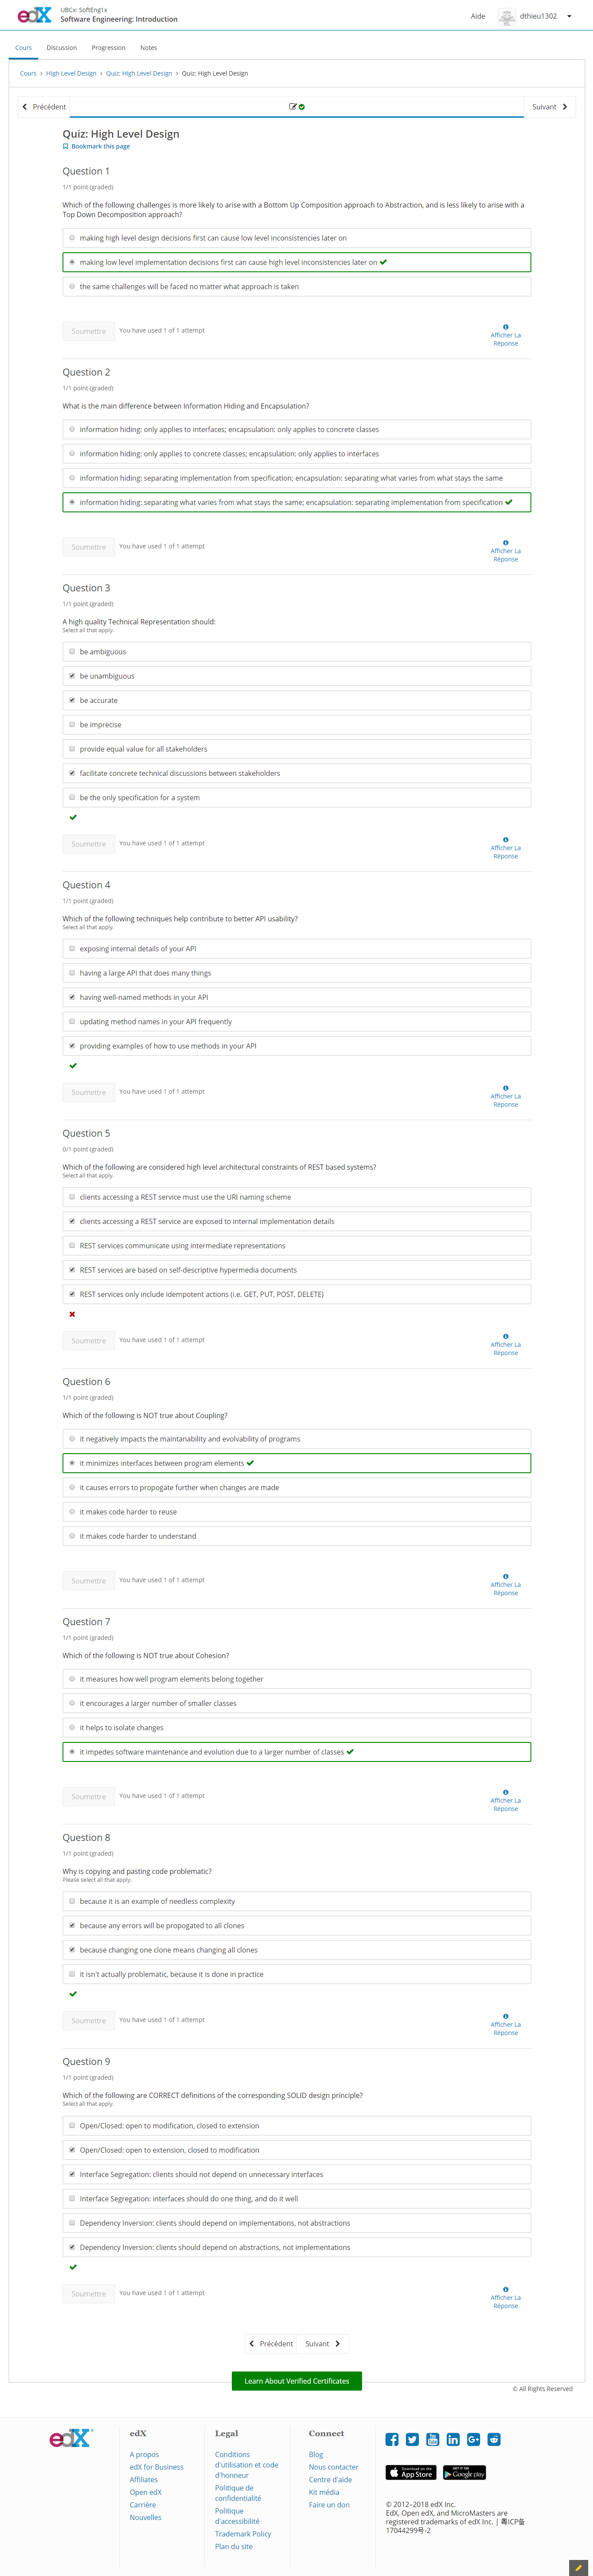 edX
UBCx: SoftEng1x
Software Engineering: Introduction
Aide
dthieu1302
Cours
Discussion
Progression
Notes
Cours > High Level Design > Quiz: High Level Design > Quiz: High Level Design
Précédent
Suivant
Quiz: High Level Design
Bookmark this page
Question 1
1/1 point (graded)
Which of the following challenges is more likely to arise with a Bottom Up Composition approach to Abstraction, and is less likely to arise with a
Top Down Decomposition approach?
making high level design decisions first can cause low level inconsistencies later on
making low level implementation decisions first can cause high level inconsistencies later on
the same challenges will be faced no matter what approach is taken
Soumettre
You have used 1 of 1 attempt
Afficher La
Réponse
Question 2
1/1 point (graded)
What is the main difference between Information Hiding and Encapsulation?
information hiding: only applies to interfaces; encapsulation: only applies to concrete classes
information hiding: only applies to concrete classes; encapsulation: only applies to interfaces
information hiding: separating implementation from specification; encapsulation: separating what varies from what stays the same
information hiding: separating what varies from what stays the same; encapsulation: separating implementation from specification
Soumettre
You have used 1 of 1 attempt
Afficher La
Réponse
Question 3
1/1 point (graded)
A high quality Technical Representation should:
Select all that apply.
be ambiguous
be unambiguous
be accurate
be imprecise
provide equal value for all stakeholders
facilitate concrete technical discussions between stakeholders
be the only specification for a system
Soumettre
You have used 1 of 1 attempt
Afficher La
Réponse
Question 4
1/1 point (graded)
Which of the following techniques help contribute to better API usability?
Select all that apply.
exposing internal details of your API
having a large API that does many things
having well-named methods in your API
updating method names in your API frequently
providing examples of how to use methods in your API
Soumettre
You have used 1 of 1 attempt
Afficher La
Réponse
Question 5
0/1 point (graded)
Which of the following are considered high level architectural constraints of REST based systems?
Select all that apply.
clients accessing a REST service must use the URI naming scheme
clients accessing a REST service are exposed to internal implementation details
REST services communicate using intermediate representations
REST services are based on self-descriptive hypermedia documents
REST services only include idempotent actions (i.e. GET, PUT, POST, DELETE)
Soumettre
You have used 1 of 1 attempt
Afficher La
Réponse
Question 6
1/1 point (graded)
Which of the following is NOT true about Coupling?
it negatively impacts the maintanability and evolvability of programs
it minimizes interfaces between program elements
it causes errors to propogate further when changes are made
it makes code harder to reuse
it makes code harder to understand
Soumettre
You have used 1 of 1 attempt
Afficher La
Réponse
Question 7
1/1 point (graded)
Which of the following is NOT true about Cohesion?
it measures how well program elements belong together
it encourages a larger number of smaller classes
it helps to isolate changes
it impedes software maintenance and evolution due to a larger number of classes
Soumettre
You have used 1 of 1 attempt
Afficher La
Réponse
Question 8
1/1 point (graded)
Why is copying and pasting code problematic?
Please select all that apply.
because it is an example of needless complexity
because any errors will be propogated to all clones
because changing one clone means changing all clones
it isn't actually problematic, because it is done in practice
Soumettre
You have used 1 of 1 attempt
Afficher La
Réponse
Question 9
1/1 point (graded)
Which of the following are CORRECT definitions of the corresponding SOLID design principle?
Select all that apply.
Open/Closed: open to modification, closed to extension
Open/Closed: open to extension, closed to modification
Interface Segregation: clients should not depend on unnecessary interfaces
Interface Segregation: interfaces should do one thing, and do it well
Dependency Inversion: clients should depend on implementations, not abstractions
Dependency Inversion: clients should depend on abstractions, not implementations
Soumettre
You have used 1 of 1 attempt
Afficher La
Réponse
Précédent
Suivant
Learn About Verified Certificates
© All Rights Reserved
edX
edX
A propos
edX for Business
Affiliates
Open edX
Carrière
Nouvelles
Legal
Conditions
d'utilisation et code
d'honneur
Politique de
confidentialité
Politique
d'accessibilité
Trademark Policy
Plan du site
Connect
Blog
Nous contacter
Centre d'aide
Kit média
Faire un don
Download on the
App Store
GET IT ON
Google play
© 2012–2018 edX Inc.
EdX, Open edX, and MicroMasters are
registered trademarks of edX Inc. | 粤ICP备
17044299号-2